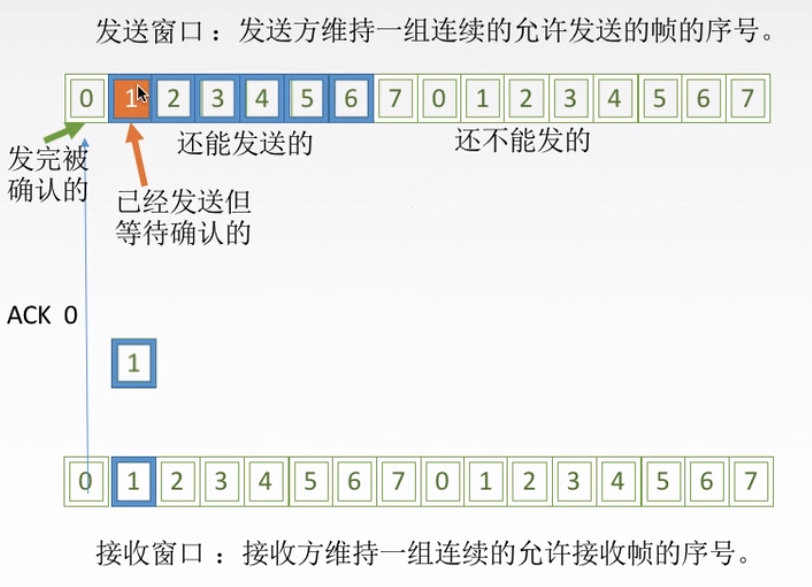 发送窗口：发送方维持一组连续的允许发送的帧的序号。
0 1 2 3 4 5 6 7 0 1 2 3 4 5 6 7
发完被
确认的
还能发送的
还不能发的
已经发送但
等待确认的
ACK 0
1
0 1 2 3 4 5 6 7 0 1 2 3 4 5 6 7
接收窗口：接收方维持一组连续的允许接收帧的序号。